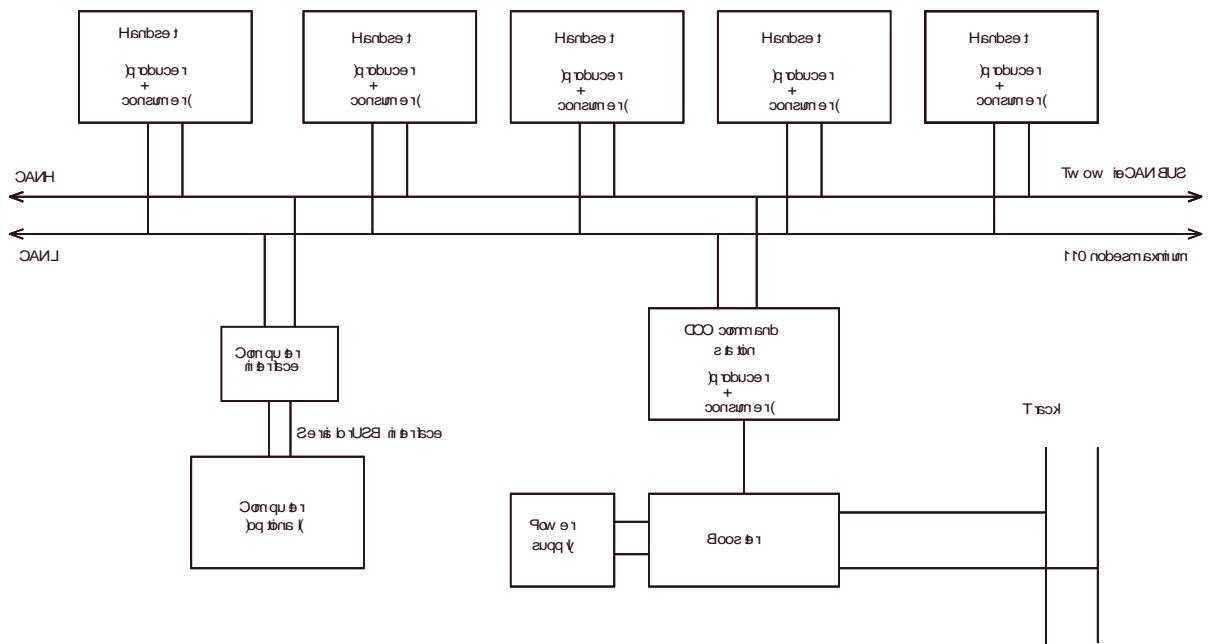 Handset
(producer
+
consumer)
Handset
(producer
+
consumer)
Handset
(producer
+
consumer)
Handset
(producer
+
consumer)
Handset
(producer
+
consumer)
CANH
Two wire CAN BUS
CANL
110 nodes maximum
DCC command
station
(producer
+
consumer)
Computer
interface
Track
Serial or USB interface
Computer
(optional)
Power
supply
Booster